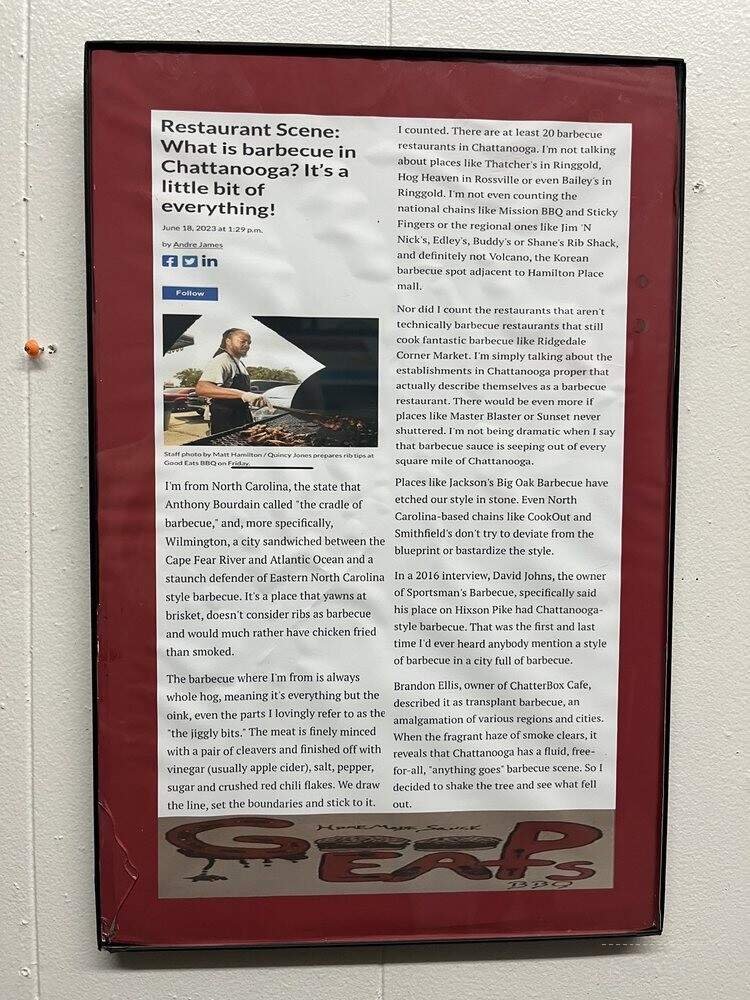 Restaurant Scene:
What is barbecue in
Chattanooga? It's a
little bit of
everything!
June 18, 2023 at 1:29 p.m.
by Andre James
Follow
Staff photo by Matt Hamilton / Quincy Jones prepares rib tips at
Good Eats BBQ on Friday.
I'm from North Carolina, the state that
Anthony Bourdain called "the cradle of
barbecue," and, more specifically,
Wilmington, a city sandwiched between the
Cape Fear River and Atlantic Ocean and a
staunch defender of Eastern North Carolina
style barbecue. It's a place that yawns at
brisket, doesn't consider ribs as barbecue
and would much rather have chicken fried
than smoked.
The barbecue where I'm from is always
whole hog, meaning it's everything but the
oink, even the parts I lovingly refer to as the
"the jiggly bits." The meat is finely minced
with a pair of cleavers and finished off with
vinegar (usually apple cider), salt, pepper,
sugar and crushed red chili flakes. We draw
the line, set the boundaries and stick to it.
I counted. There are at least 20 barbecue
restaurants in Chattanooga. I'm not talking
about places like Thatcher's in Ringgold,
Hog Heaven in Rossville or even Bailey's in
Ringgold. I'm not even counting the
national chains like Mission BBQ and Sticky
Fingers or the regional ones like Jim 'N
Nick's, Edley's, Buddy's or Shane's Rib Shack,
and definitely not Volcano, the Korean
barbecue spot adjacent to Hamilton Place
mall.
Nor did I count the restaurants that aren't
technically barbecue restaurants that still
cook fantastic barbecue like Ridgedale
Corner Market. I'm simply talking about the
establishments in Chattanooga proper that
actually describe themselves as a barbecue
restaurant. There would be even more if
places like Master Blaster or Sunset never
shuttered. I'm not being dramatic when I say
that barbecue sauce is seeping out of every
square mile of Chattanooga.
Places like Jackson's Big Oak Barbecue have
etched our style in stone. Even North
Carolina-based chains like CookOut and
Smithfield's don't try to deviate from the
blueprint or bastardize the style.
In a 2016 interview, David Johns, the owner
of Sportsman's Barbecue, specifically said
his place on Hixson Pike had Chattanooga-
style barbecue. That was the first and last
time I'd ever heard anybody mention a style
of barbecue in a city full of barbecue.
Brandon Ellis, owner of ChatterBox Cafe,
described it as transplant barbecue, an
amalgamation of various regions and cities.
When the fragrant haze of smoke clears, it
reveals that Chattanooga has a fluid, free-
for-all, "anything goes" barbecue scene. So I
decided to shake the tree and see what fell
out.
Home Made Sauce
GOOD
EATS
BBQ